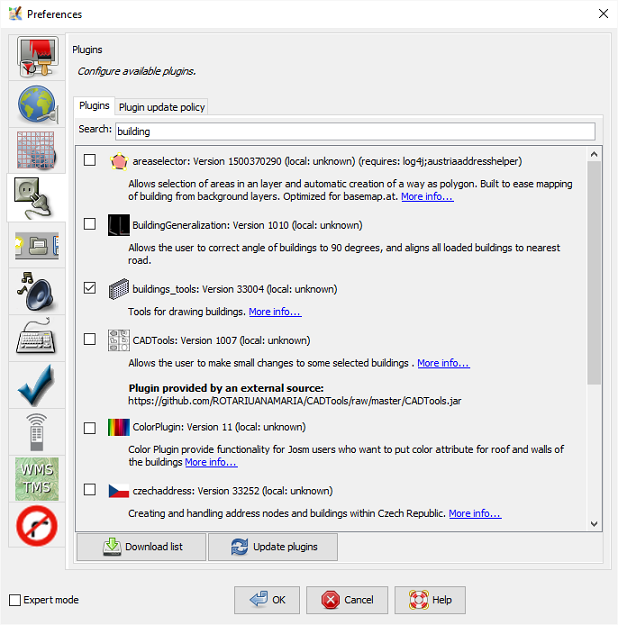 Preferences
Plugins
Configure available plugins.
Plugins Plugin update policy
Search: building
areaselector: Version 1500370290 (local: unknown) (requires: log4j;austriaaddresshelper)
Allows selection of areas in an layer and automatic creation of a way as polygon. Built to ease mapping
of building from background layers. Optimized for basemap.at. More info...
BuildingGeneralization: Version 1010 (local: unknown)
Allows the user to correct angle of buildings to 90 degrees, and aligns all loaded buildings to nearest
road.
buildings_tools: Version 33004 (local: unknown)
Tools for drawing buildings. More info...
CADTools: Version 1007 (local: unknown)
Allows the user to make small changes to some selected buildings . More info...
Plugin provided by an external source:
https://github.com/ROTARIUANAMARIA/CADTools/raw/master/CADTools.jar
ColorPlugin: Version 11 (local: unknown)
Color Plugin provide functionality for Josm users who want to put color attribute for roof and walls of
the buildings More info...
czechaddress: Version 33252 (local: unknown)
Creating and handling address nodes and buildings within Czech Republic. More info...
WMS
TMS
Download list Update plugins
Expert mode OK Cancel Help